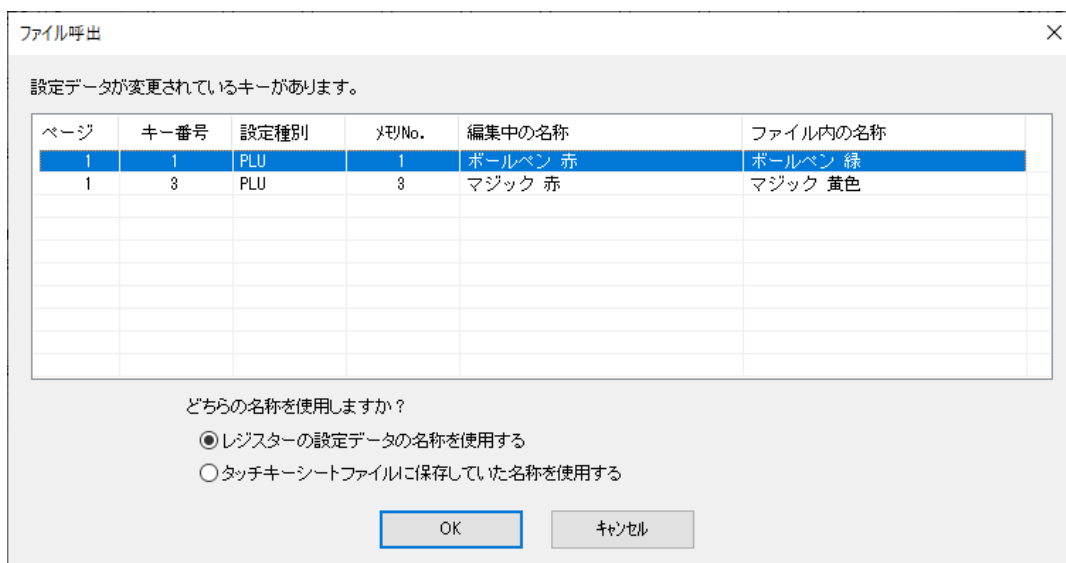 ファイル呼出
設定データが変更されているキーがあります。
ページ キー番号 設定種別 ﾒﾓﾘNo. 編集中の名称 ファイル内の名称
1 1 PLU 1 ボールペン 赤 ボールペン 緑
1 3 PLU 3 マジック 赤 マジック 黄色
どちらの名称を使用しますか？
レジスターの設定データの名称を使用する
タッチキーシートファイルに保存していた名称を使用する
OK ｷｬﾝｾﾙ